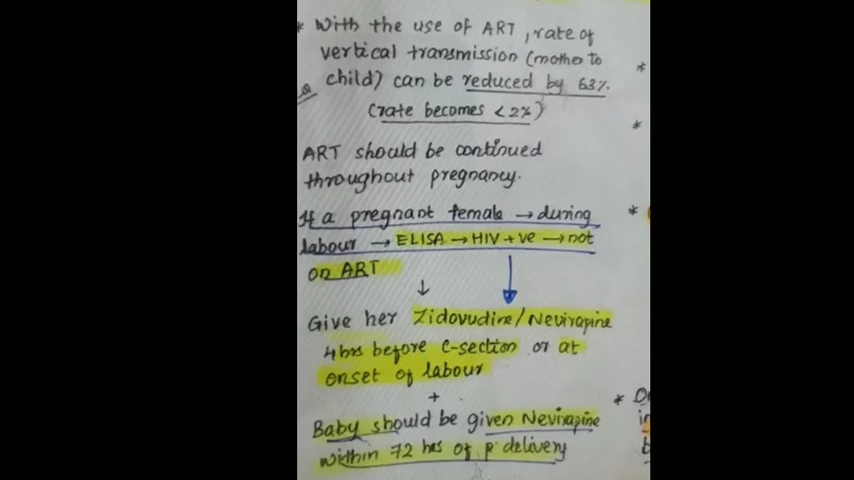 * With the use of ART, rate of
vertical transmission (mother to
child) can be reduced by 63%.
(rate becomes <2%)
ART should be continued
throughout pregnancy.
If a pregnant female → during
labour → ELISA → HIV +ve → not
on ART
↓
Give her Zidovudine/Nevirapine
4hrs before C-section or at
onset of labour
+
Baby should be given Nevirapine
within 72 hrs of p delivery
*
*
*
*